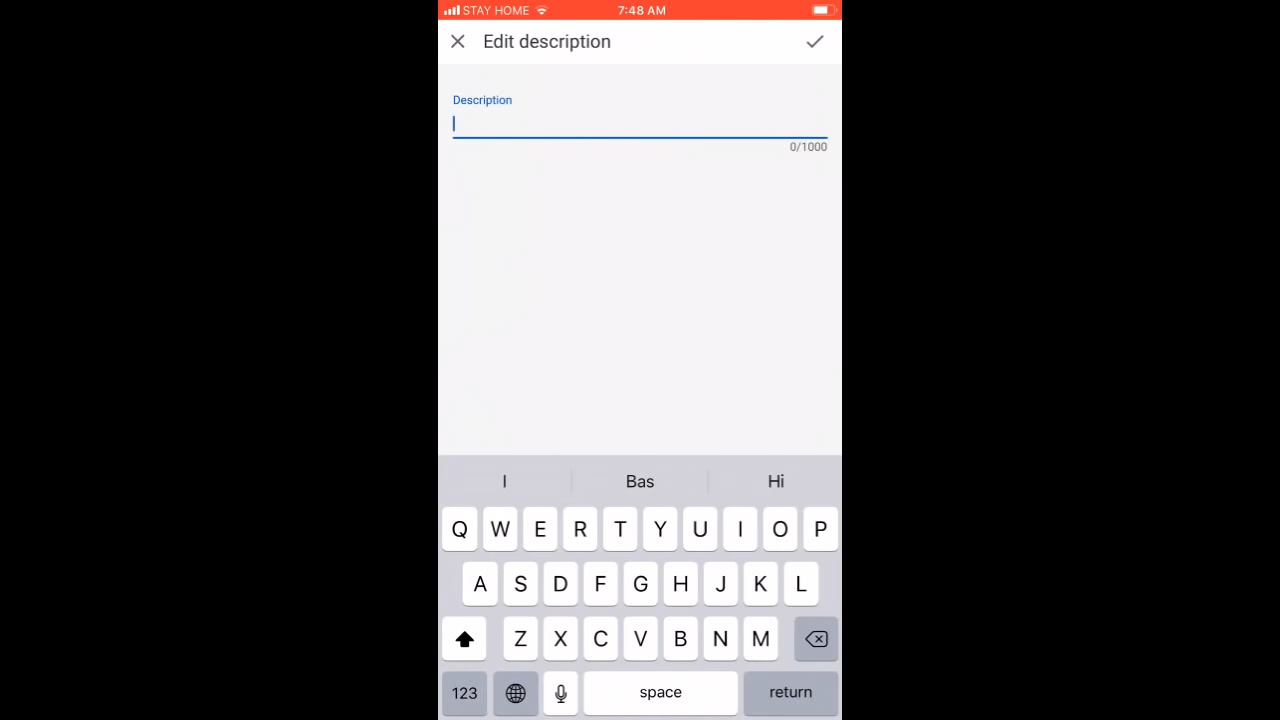 STAY HOME 7:48 AM
Edit description
Description
0/1000
I Bas Hi
Q W E R T Y U I O P
A S D F G H J K L
Z X C V B N M
123 space return